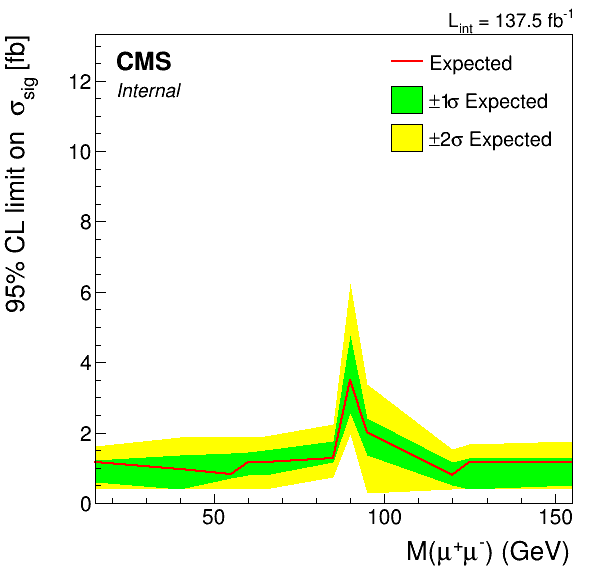 L_int = 137.5 fb⁻¹
95% CL limit on σ_sig [fb]
CMS
Internal
Expected
±1σ Expected
±2σ Expected
12
10
8
6
4
2
0
50 100 150
M(μ⁺μ⁻) (GeV)